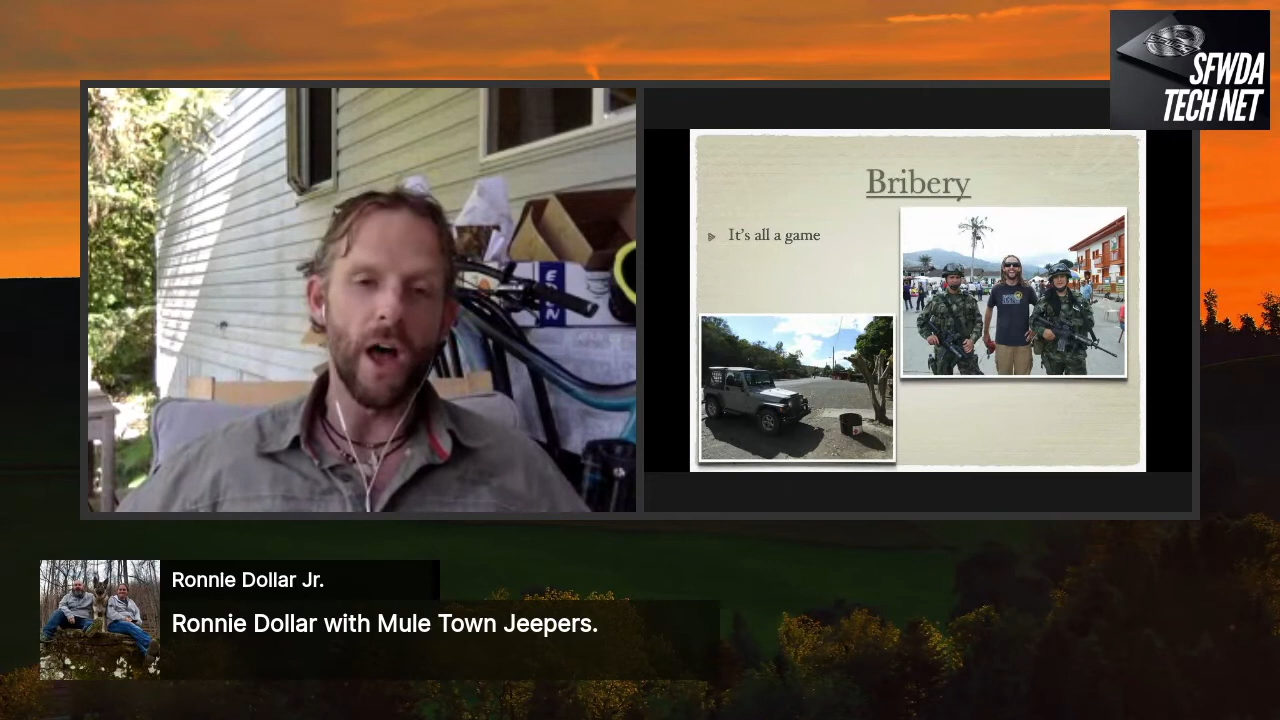 SFWDA
TECH NET
Bribery
It's all a game
Ronnie Dollar Jr.
Ronnie Dollar with Mule Town Jeepers.